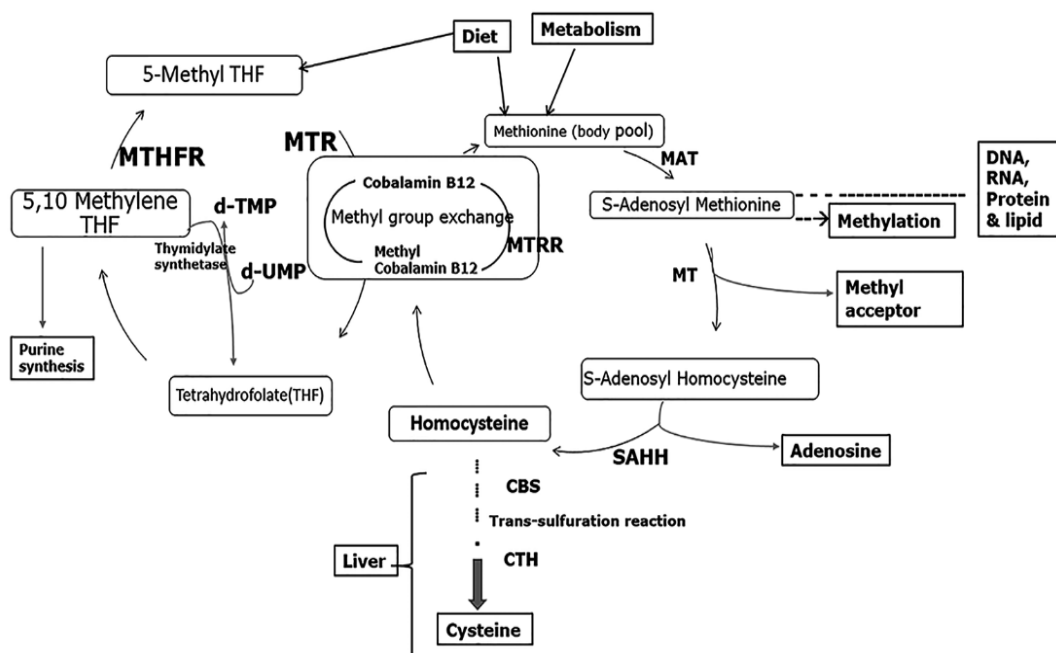 Diet
Metabolism
5-Methyl THF
Methionine (body pool)
MTHFR
MTR
MAT
DNA,
RNA,
Protein
& lipid
5,10 Methylene
THF
d-TMP
Thymidylate
synthetase
d-UMP
Cobalamin B12
Methyl group exchange
MTRR
Methyl
Cobalamin B12
S-Adenosyl Methionine
Methylation
MT
Methyl
acceptor
Purine
synthesis
Tetrahydrofolate(THF)
S-Adenosyl Homocysteine
Homocysteine
SAHH
Adenosine
CBS
Trans-sulfuration reaction
Liver
CTH
Cysteine